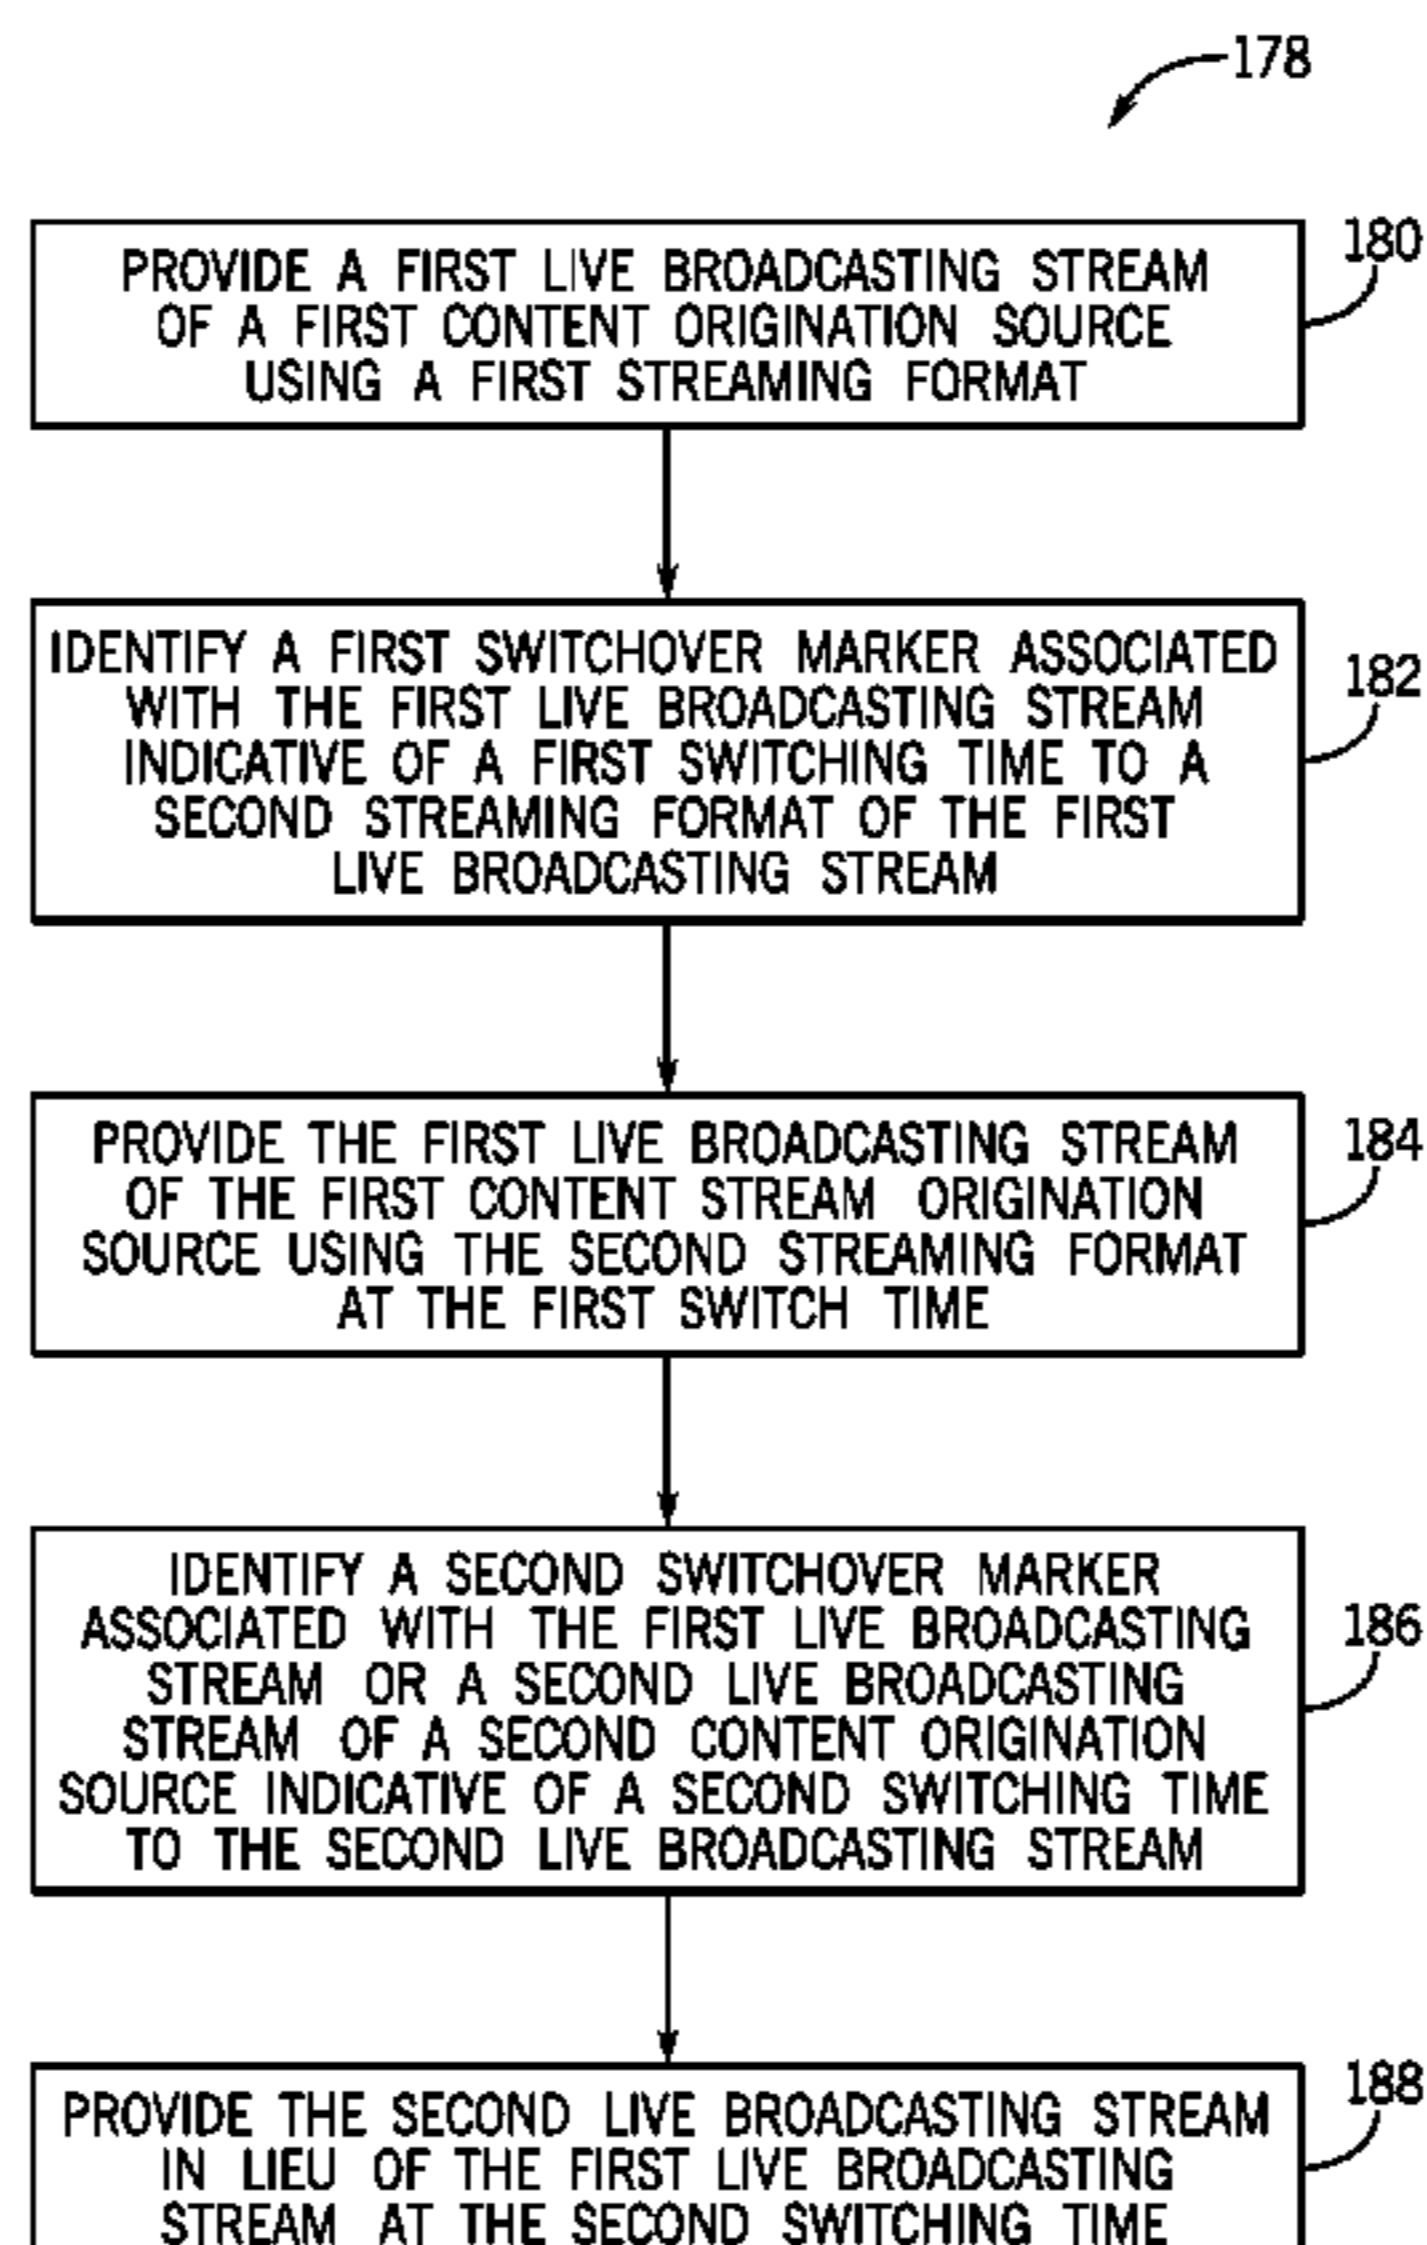 178
180
PROVIDE A FIRST LIVE BROADCASTING STREAM
OF A FIRST CONTENT ORIGINATION SOURCE
USING A FIRST STREAMING FORMAT
182
IDENTIFY A FIRST SWITCHOVER MARKER ASSOCIATED
WITH THE FIRST LIVE BROADCASTING STREAM
INDICATIVE OF A FIRST SWITCHING TIME TO A
SECOND STREAMING FORMAT OF THE FIRST
LIVE BROADCASTING STREAM
184
PROVIDE THE FIRST LIVE BROADCASTING STREAM
OF THE FIRST CONTENT STREAM ORIGINATION
SOURCE USING THE SECOND STREAMING FORMAT
AT THE FIRST SWITCH TIME
186
IDENTIFY A SECOND SWITCHOVER MARKER
ASSOCIATED WITH THE FIRST LIVE BROADCASTING
STREAM OR A SECOND LIVE BROADCASTING
STREAM OF A SECOND CONTENT ORIGINATION
SOURCE INDICATIVE OF A SECOND SWITCHING TIME
TO THE SECOND LIVE BROADCASTING STREAM
188
PROVIDE THE SECOND LIVE BROADCASTING STREAM
IN LIEU OF THE FIRST LIVE BROADCASTING
STREAM AT THE SECOND SWITCHING TIME